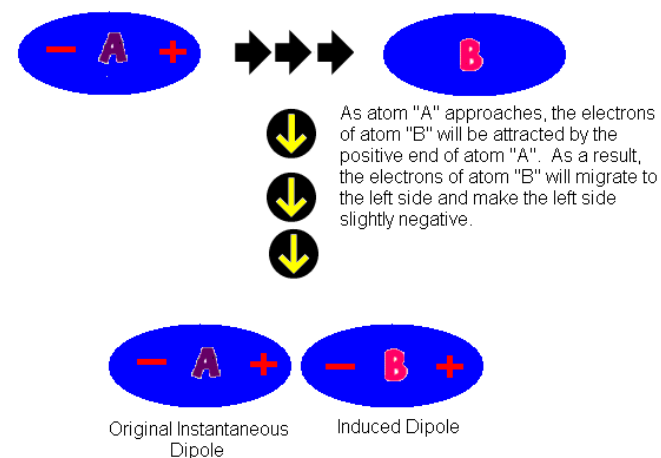 − A +
B
As atom "A" approaches, the electrons
of atom "B" will be attracted by the
positive end of atom "A".  As a result,
the electrons of atom "B" will migrate to
the left side and make the left side
slightly negative.
− A +
− B +
Original Instantaneous
Dipole
Induced Dipole